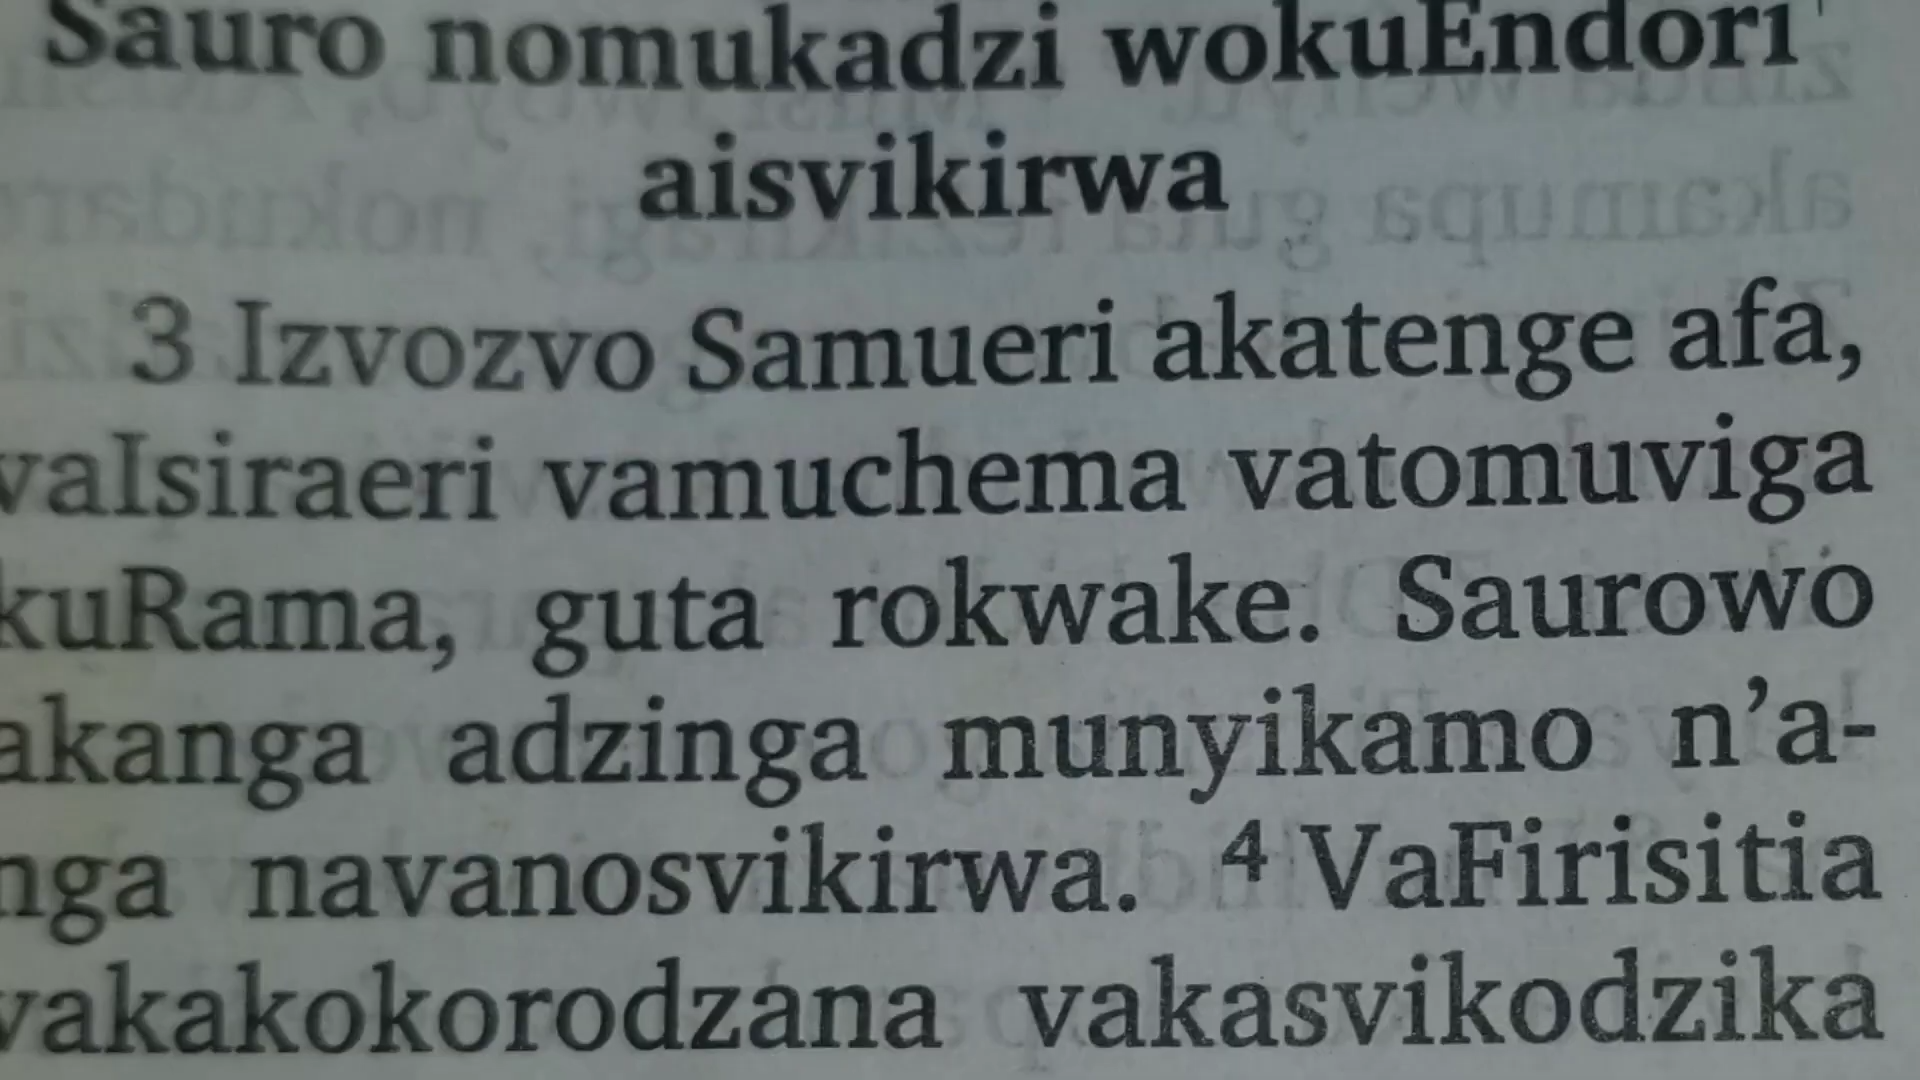 Sauro nomukadzi wokuEndori
aisvikirwa
3 Izvozvo Samueri akatenge afa,
vaIsiraeri vamuchema vatomuviga
kuRama, guta rokwake. Saurowo
akanga adzinga munyikamo n’a-
nga navanosvikirwa. 4 VaFirisitia
vakakokorodzana vakasvikodzika